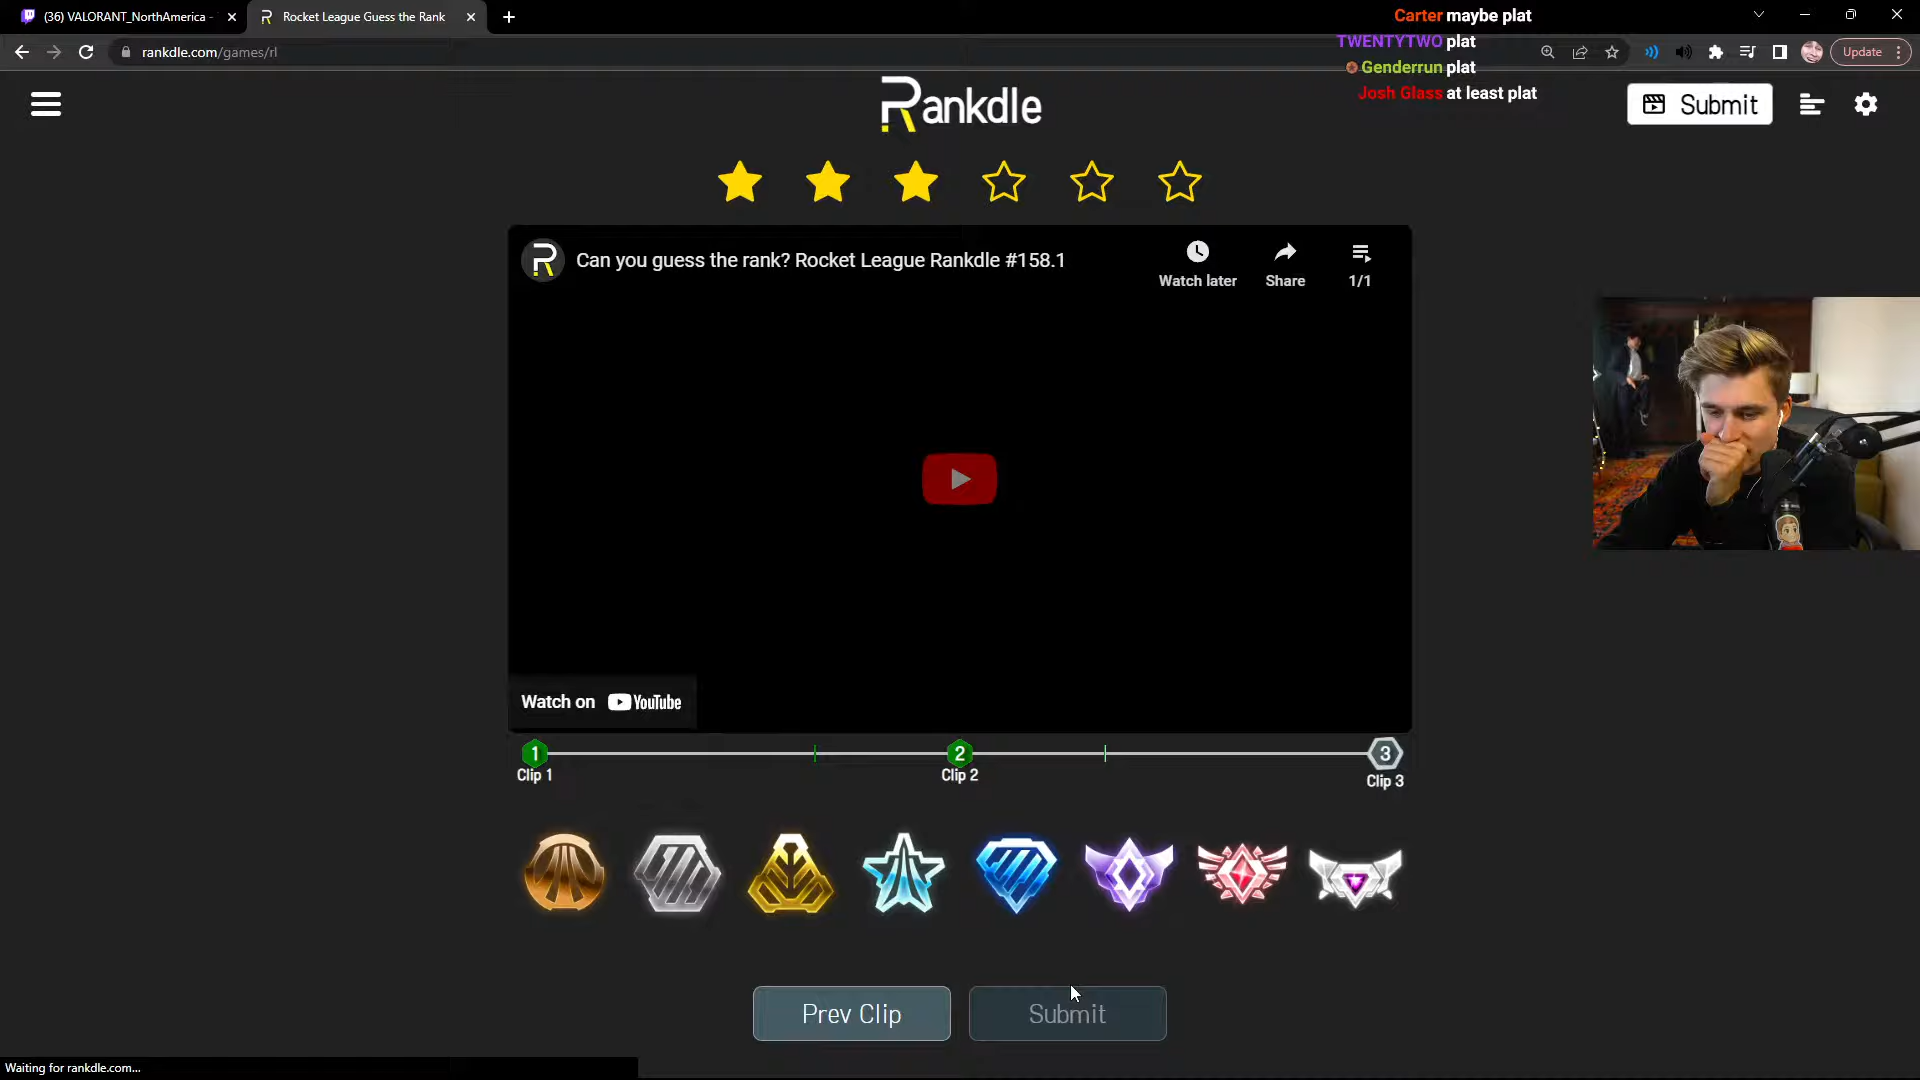 (36) VALORANT_NorthAmerica -
Rocket League Guess the Rank
Carter maybe plat
TWENTYTWO plat
Genderrun plat
Josh Glass at least plat
rankdle.com/games/rl
Update
Rankdle
Submit
Can you guess the rank? Rocket League Rankdle #158.1
Watch later
Share
1/1
Watch on YouTube
1
2
3
Clip 1
Clip 2
Clip 3
Prev Clip
Submit
Waiting for rankdle.com...